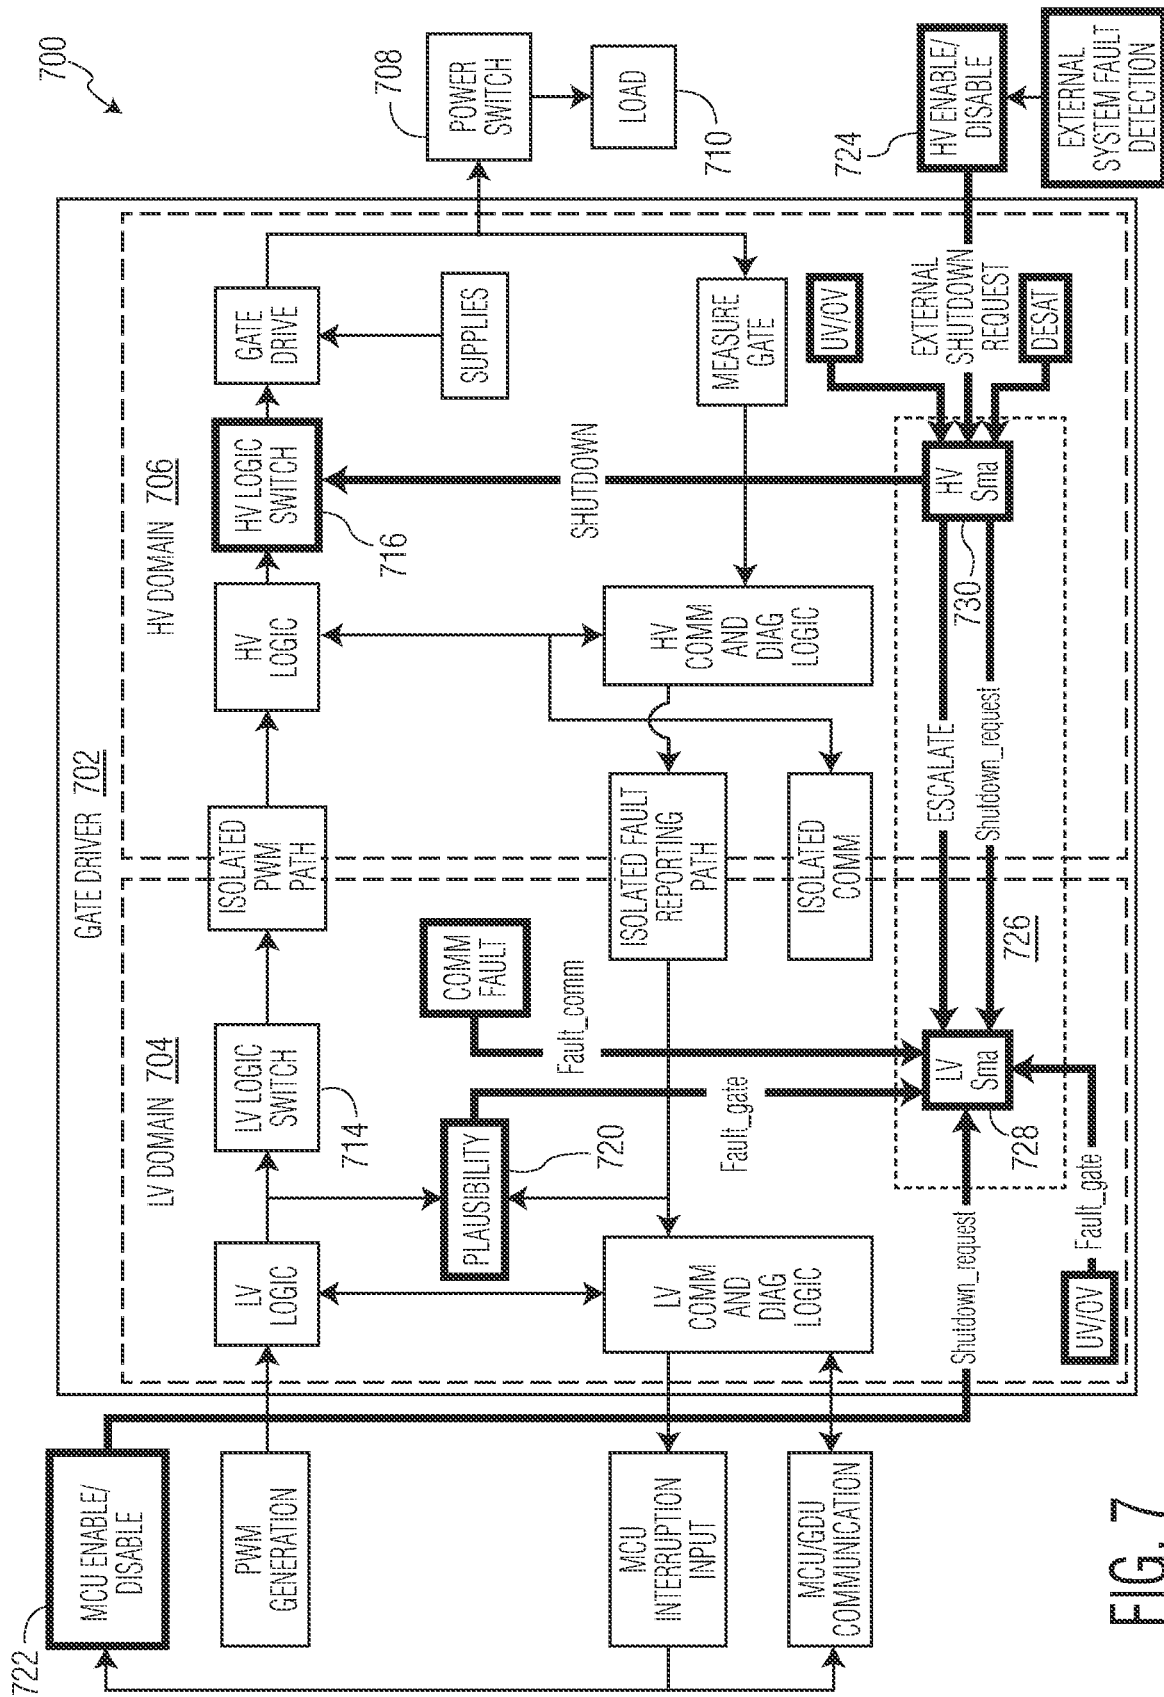 700
GATE DRIVER 702
LV DOMAIN 704
HV DOMAIN 706
722
MCU ENABLE/
DISABLE
PWM
GENERATION
LV
LOGIC
LV LOGIC
SWITCH
714
ISOLATED
PWM
PATH
HV
LOGIC
HV LOGIC
SWITCH
716
GATE
DRIVE
SUPPLIES
POWER
SWITCH
708
LOAD
710
PLAUSIBILITY
720
COMM
FAULT
Fault_comm
Fault_gate
SHUTDOWN
MCU
INTERRUPTION
INPUT
MCU/GDU
COMMUNICATION
LV
COMM
AND
DIAG
LOGIC
ISOLATED FAULT
REPORTING
PATH
ISOLATED
COMM
HV
COMM
AND
DIAG
LOGIC
MEASURE
GATE
UV/OV
EXTERNAL
SHUTDOWN
REQUEST
DESAT
HV ENABLE/
DISABLE
724
EXTERNAL
SYSTEM FAULT
DETECTION
Shutdown_request
LV
Sma
728
ESCALATE
Shutdown_request
726
HV
Sma
730
UV/OV
Fault_gate
FIG. 7